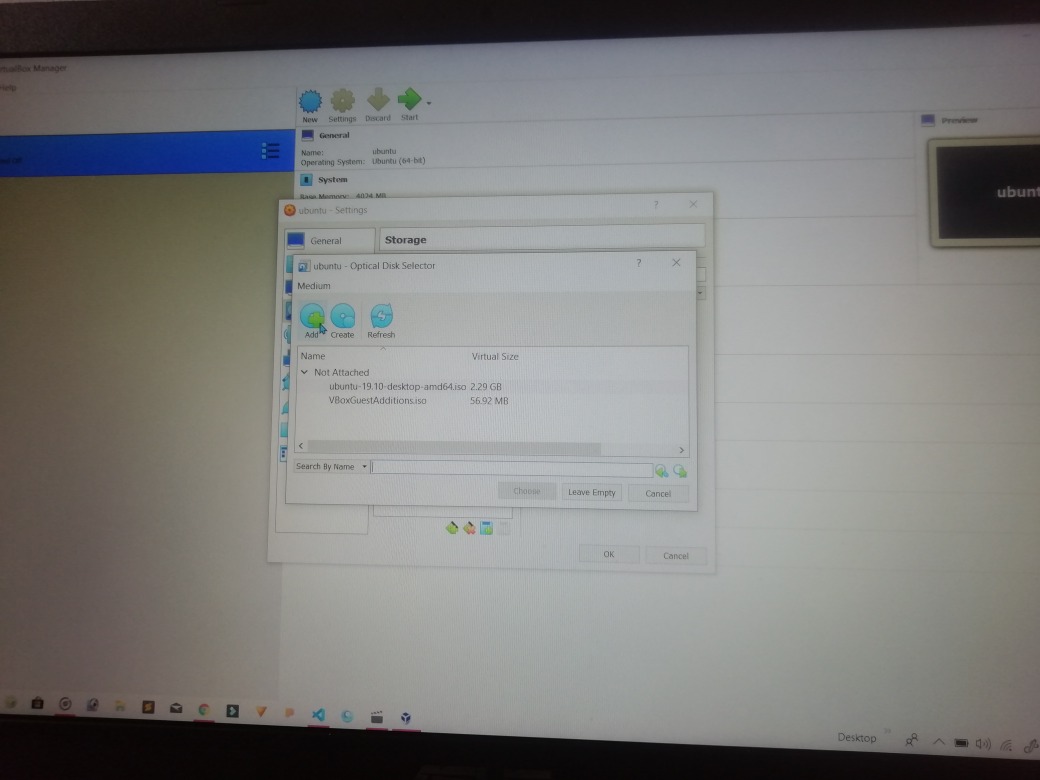 VirtualBox Manager
Help
New Settings Discard Start
General
Name: ubuntu
Operating System: Ubuntu (64-bit)
System
Base Memory: 4024 MB
Preview
ubuntu
ubuntu - Settings ?
General
Storage
ubuntu - Optical Disk Selector ?
Medium
Add Create Refresh
Name Virtual Size
Not Attached
ubuntu-19.10-desktop-amd64.iso 2.29 GB
VBoxGuestAdditions.iso 56.92 MB
Search By Name
Choose Leave Empty Cancel
OK Cancel
Desktop